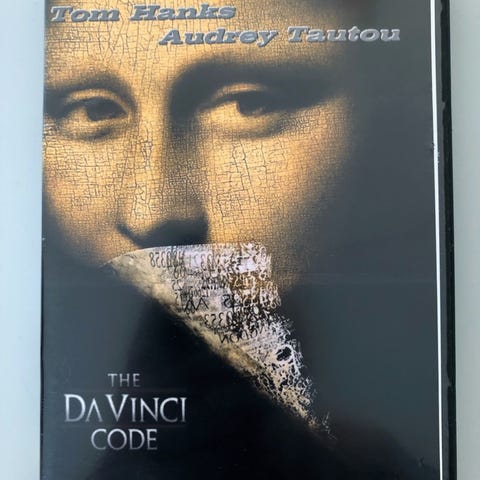 Tom Hanks
Audrey Tautou
THE
DA VINCI
CODE